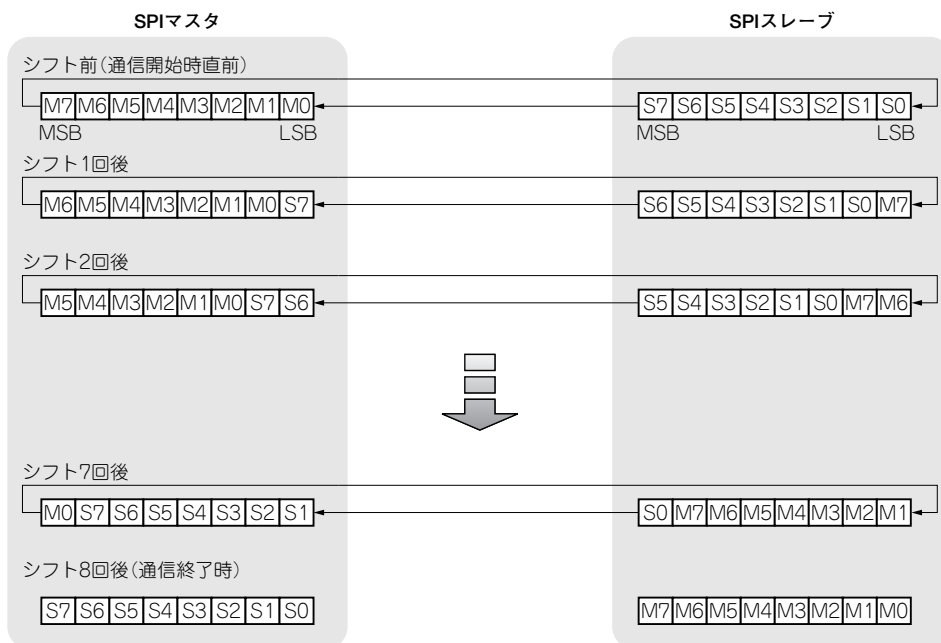 SPIマスタ SPIスレーブ
シフト前(通信開始時直前)
M7 M6 M5 M4 M3 M2 M1 M0 S7 S6 S5 S4 S3 S2 S1 S0
MSB LSB MSB LSB
シフト1回後
M6 M5 M4 M3 M2 M1 M0 S7 S6 S5 S4 S3 S2 S1 S0 M7
シフト2回後
M5 M4 M3 M2 M1 M0 S7 S6 S5 S4 S3 S2 S1 S0 M7 M6
シフト7回後
M0 S7 S6 S5 S4 S3 S2 S1 S0 M7 M6 M5 M4 M3 M2 M1
シフト8回後(通信終了時)
S7 S6 S5 S4 S3 S2 S1 S0 M7 M6 M5 M4 M3 M2 M1 M0